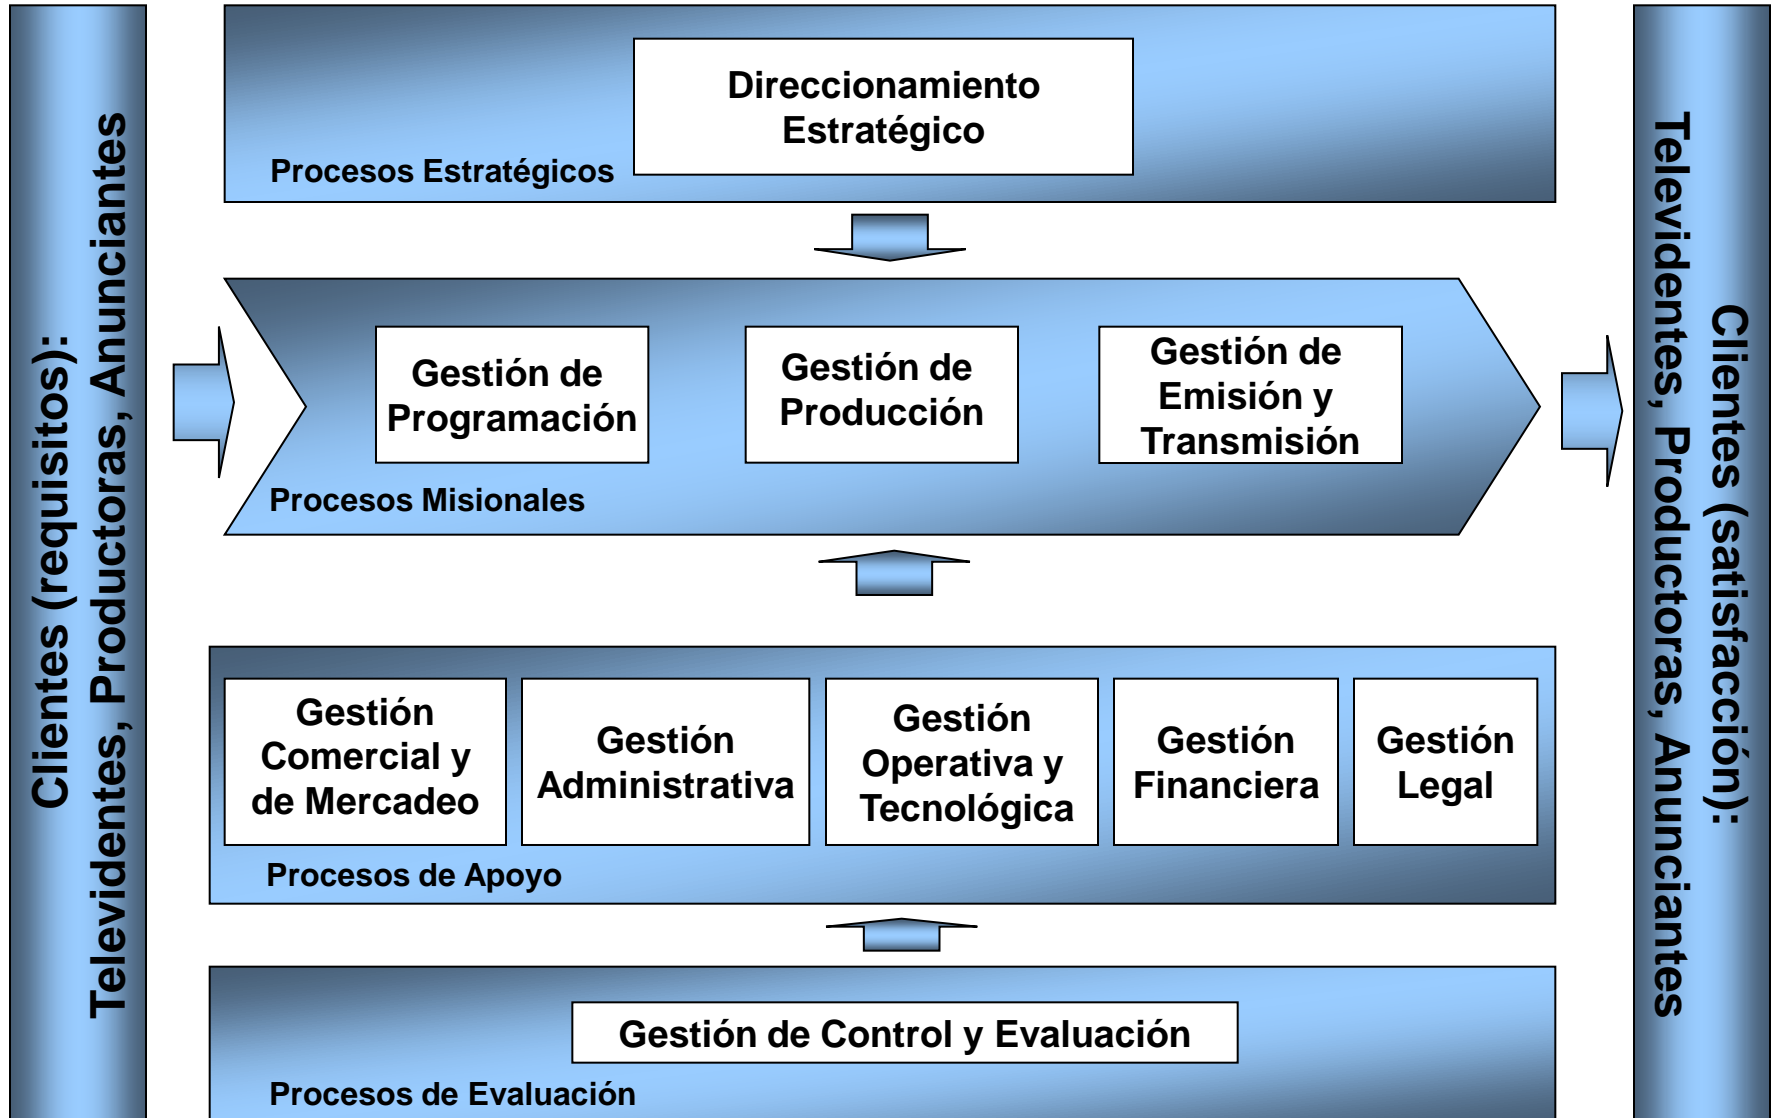 Clientes (requisitos):
Televidentes, Productoras, Anunciantes
Direccionamiento
Estratégico
Procesos Estratégicos
Gestión de
Programación
Gestión de
Producción
Gestión de
Emisión y
Transmisión
Procesos Misionales
Gestión
Comercial y
de Mercadeo
Gestión
Administrativa
Gestión
Operativa y
Tecnológica
Gestión
Financiera
Gestión
Legal
Procesos de Apoyo
Gestión de Control y Evaluación
Procesos de Evaluación
Clientes (satisfacción):
Televidentes, Productoras, Anunciantes